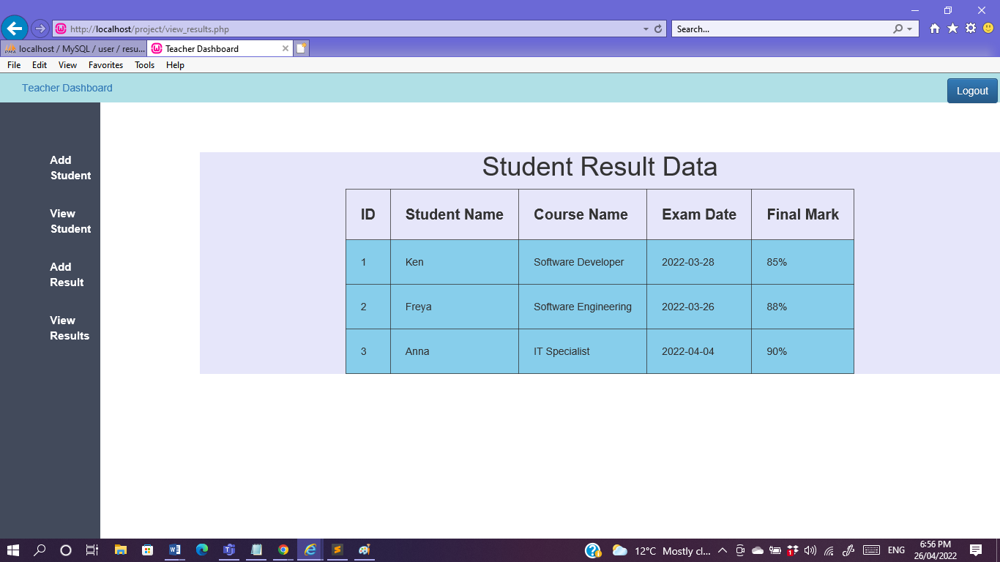 http://localhost/project/view_results.php
Search...
localhost / MySQL / user / resu...
Teacher Dashboard
File Edit View Favorites Tools Help
Teacher Dashboard
Logout
Add
Student
View
Student
Add
Result
View
Results
Student Result Data
ID Student Name Course Name Exam Date Final Mark
1 Ken Software Developer 2022-03-28 85%
2 Freya Software Engineering 2022-03-26 88%
3 Anna IT Specialist 2022-04-04 90%
12°C Mostly cl...
ENG
6:56 PM
26/04/2022